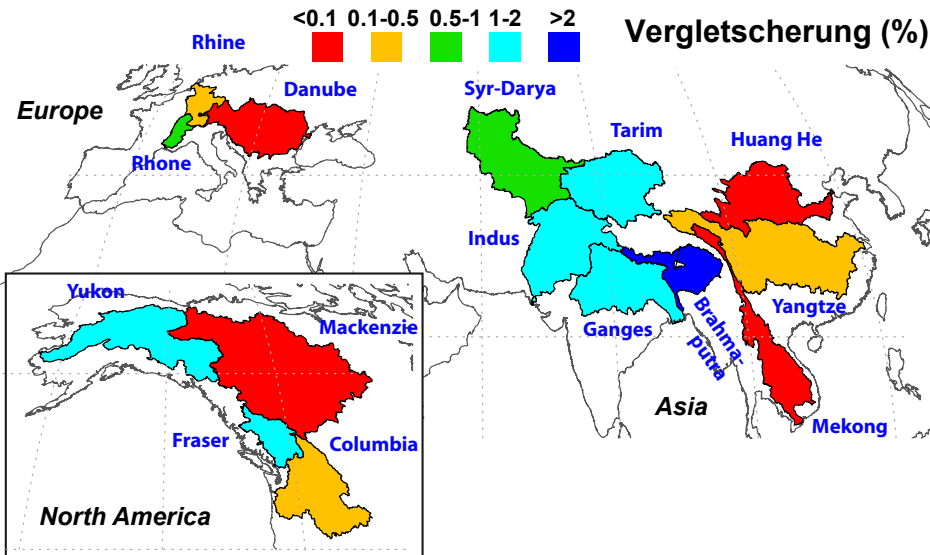 <0.1 0.1-0.5 0.5-1 1-2 >2
Vergletscherung (%)
Rhine
Europe
Danube
Rhone
Syr-Darya
Tarim
Huang He
Indus
Ganges
Brahma-
putra
Yangtze
Asia
Mekong
Yukon
Mackenzie
Fraser
Columbia
North America